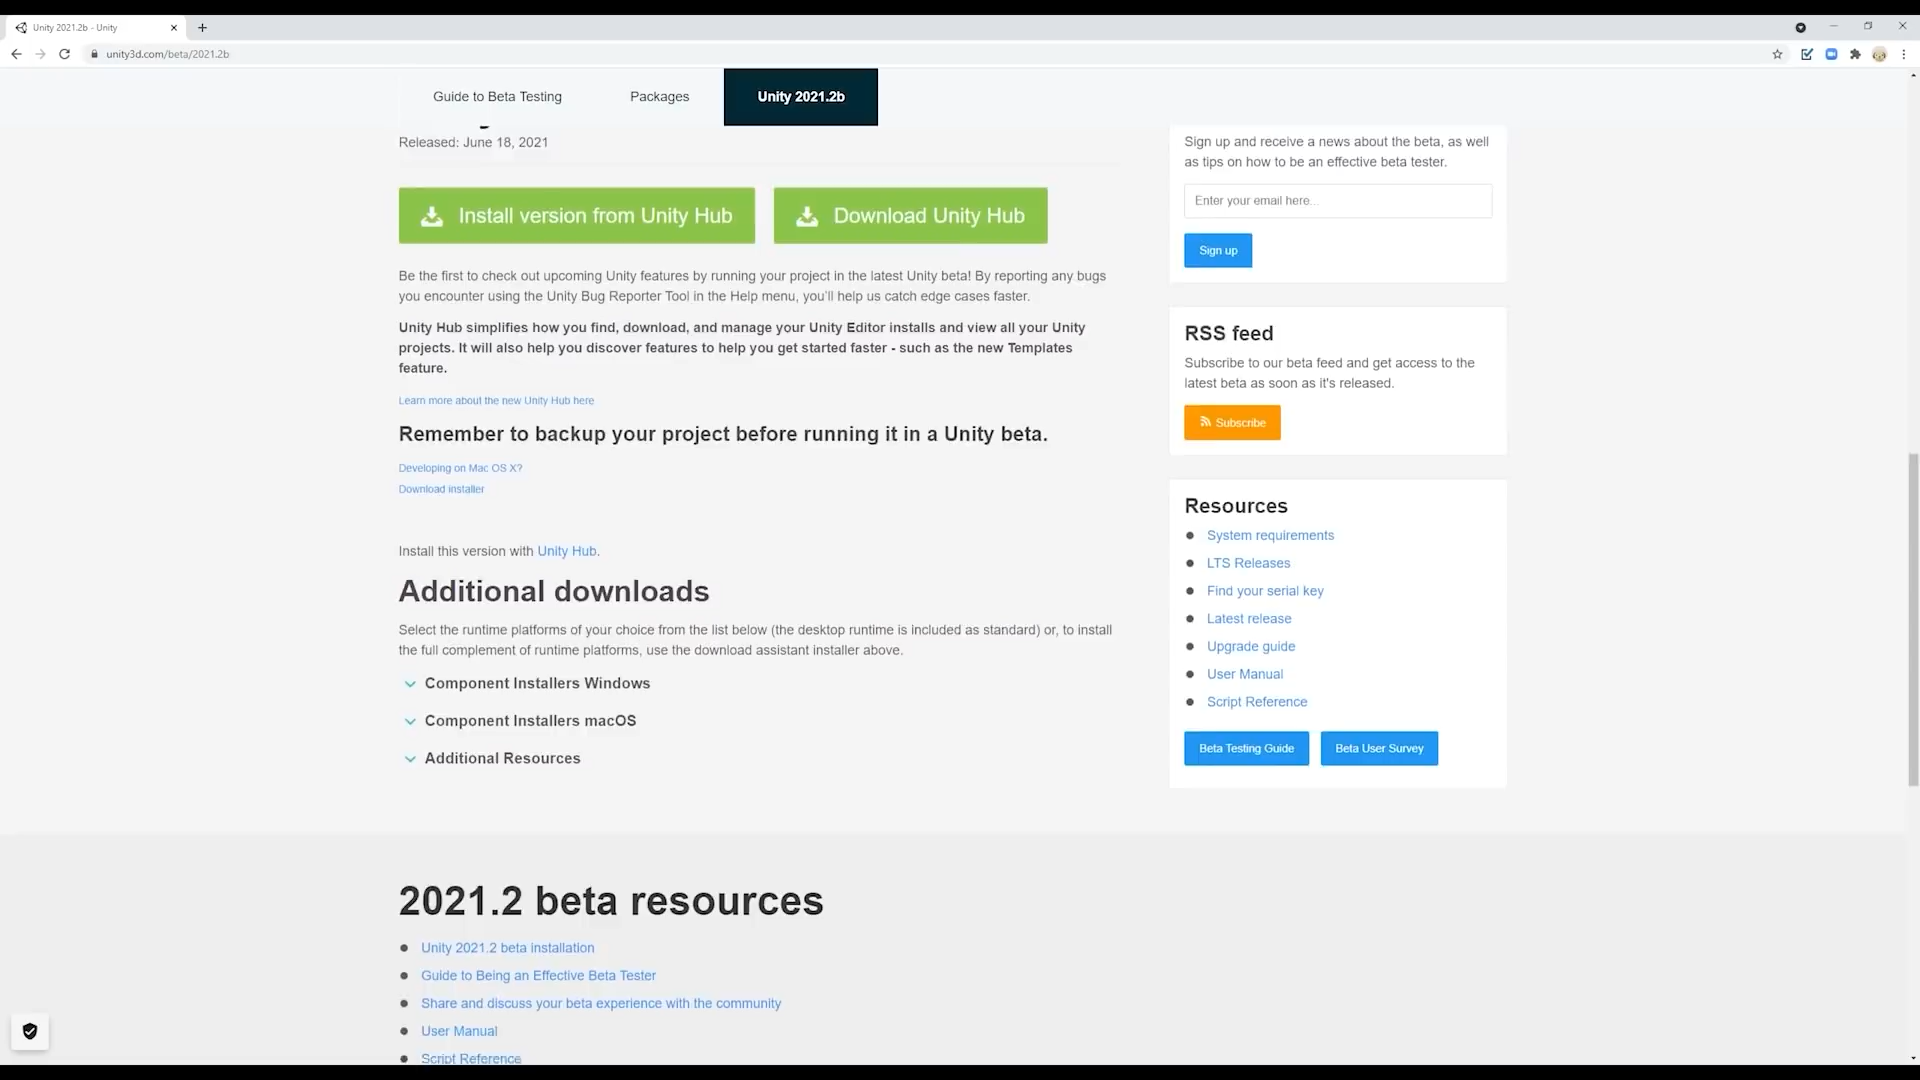 Unity 2021.2b - Unity
unity3d.com/beta/2021.2b
Guide to Beta Testing
Packages
Unity 2021.2b
Released: June 18, 2021
Install version from Unity Hub
Download Unity Hub
Be the first to check out upcoming Unity features by running your project in the latest Unity beta! By reporting any bugs
you encounter using the Unity Bug Reporter Tool in the Help menu, you'll help us catch edge cases faster.
Unity Hub simplifies how you find, download, and manage your Unity Editor installs and view all your Unity
projects. It will also help you discover features to help you get started faster - such as the new Templates
feature.
Learn more about the new Unity Hub here
Remember to backup your project before running it in a Unity beta.
Developing on Mac OS X?
Download installer
Install this version with Unity Hub.
Additional downloads
Select the runtime platforms of your choice from the list below (the desktop runtime is included as standard) or, to install
the full complement of runtime platforms, use the download assistant installer above.
Component Installers Windows
Component Installers macOS
Additional Resources
Sign up and receive a news about the beta, as well
as tips on how to be an effective beta tester.
Enter your email here...
Sign up
RSS feed
Subscribe to our beta feed and get access to the
latest beta as soon as it's released.
Subscribe
Resources
System requirements
LTS Releases
Find your serial key
Latest release
Upgrade guide
User Manual
Script Reference
Beta Testing Guide
Beta User Survey
2021.2 beta resources
Unity 2021.2 beta installation
Guide to Being an Effective Beta Tester
Share and discuss your beta experience with the community
User Manual
Script Reference